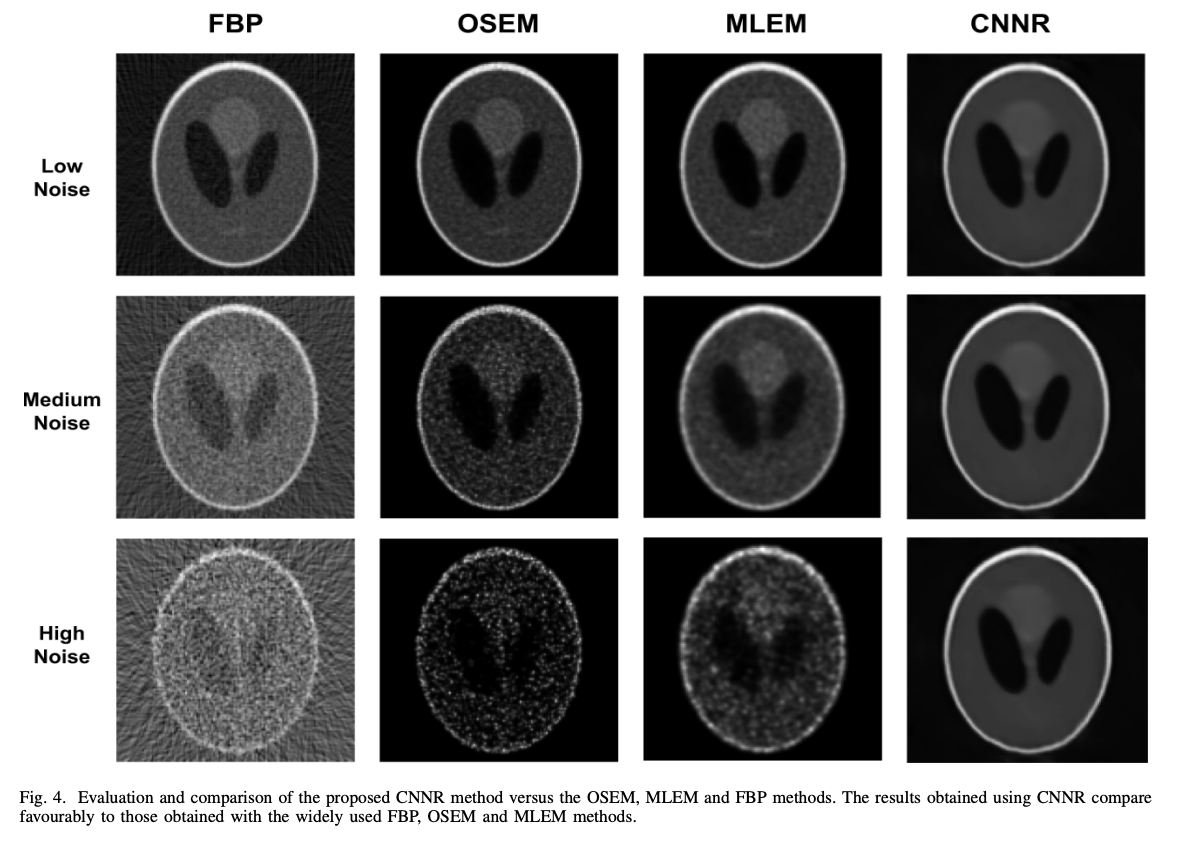 FBP OSEM MLEM CNNR
Low
Noise
Medium
Noise
High
Noise
Fig. 4. Evaluation and comparison of the proposed CNNR method versus the OSEM, MLEM and FBP methods. The results obtained using CNNR compare
favourably to those obtained with the widely used FBP, OSEM and MLEM methods.